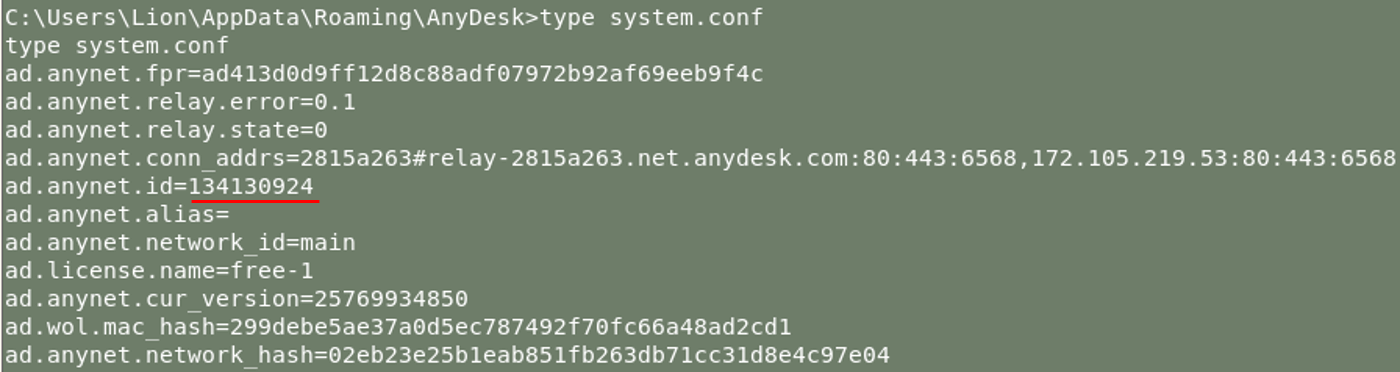 C:\Users\Lion\AppData\Roaming\AnyDesk>type system.conf
type system.conf
ad.anynet.fpr=ad413d0d9ff12d8c88adf07972b92af69eeb9f4c
ad.anynet.relay.error=0.1
ad.anynet.relay.state=0
ad.anynet.conn_addrs=2815a263#relay-2815a263.net.anydesk.com:80:443:6568,172.105.219.53:80:443:6568
ad.anynet.id=134130924
ad.anynet.alias=
ad.anynet.network_id=main
ad.license.name=free-1
ad.anynet.cur_version=25769934850
ad.wol.mac_hash=299debe5ae37a0d5ec787492f70fc66a48ad2cd1
ad.anynet.network_hash=02eb23e25b1eab851fb263db71cc31d8e4c97e04